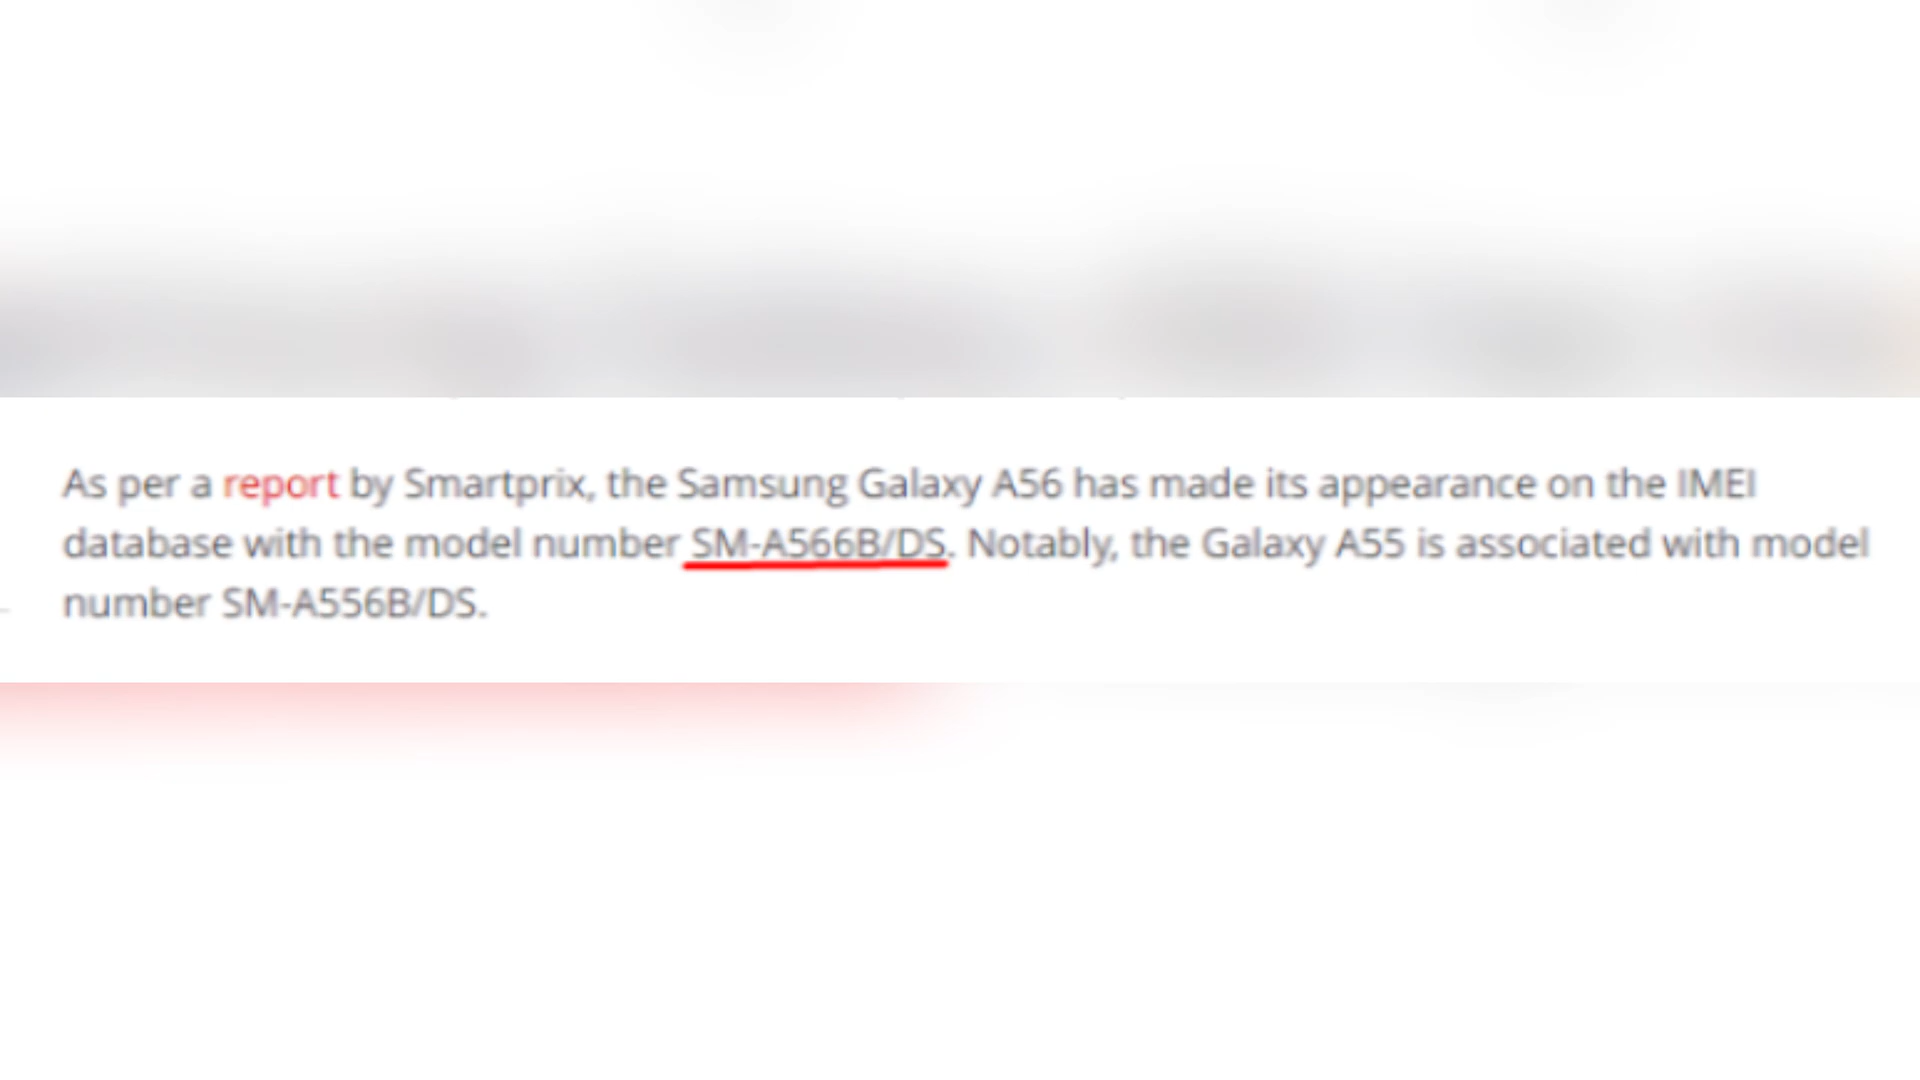 As per a report by Smartprix, the Samsung Galaxy A56 has made its appearance on the IMEI
database with the model number SM-A566B/DS. Notably, the Galaxy A55 is associated with model
number SM-A556B/DS.